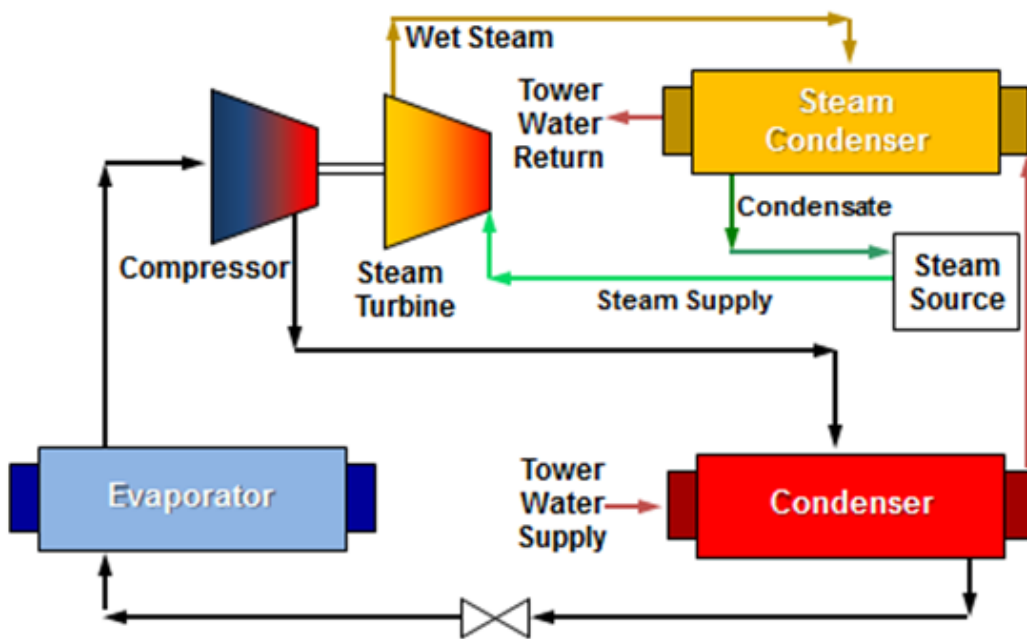 Wet Steam
Tower
Water
Return
Steam
Condenser
Condensate
Compressor
Steam
Turbine
Steam Supply
Steam
Source
Evaporator
Tower
Water
Supply
Condenser